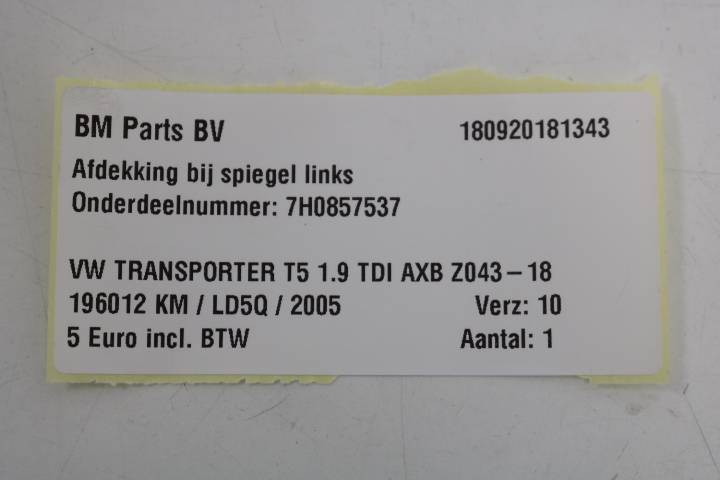 BM Parts BV 180920181343
Afdekking bij spiegel links
Onderdeelnummer: 7H0857537
VW TRANSPORTER T5 1.9 TDI AXB Z043-18
196012 KM / LD5Q / 2005 Verz: 10
5 Euro incl. BTW Aantal: 1